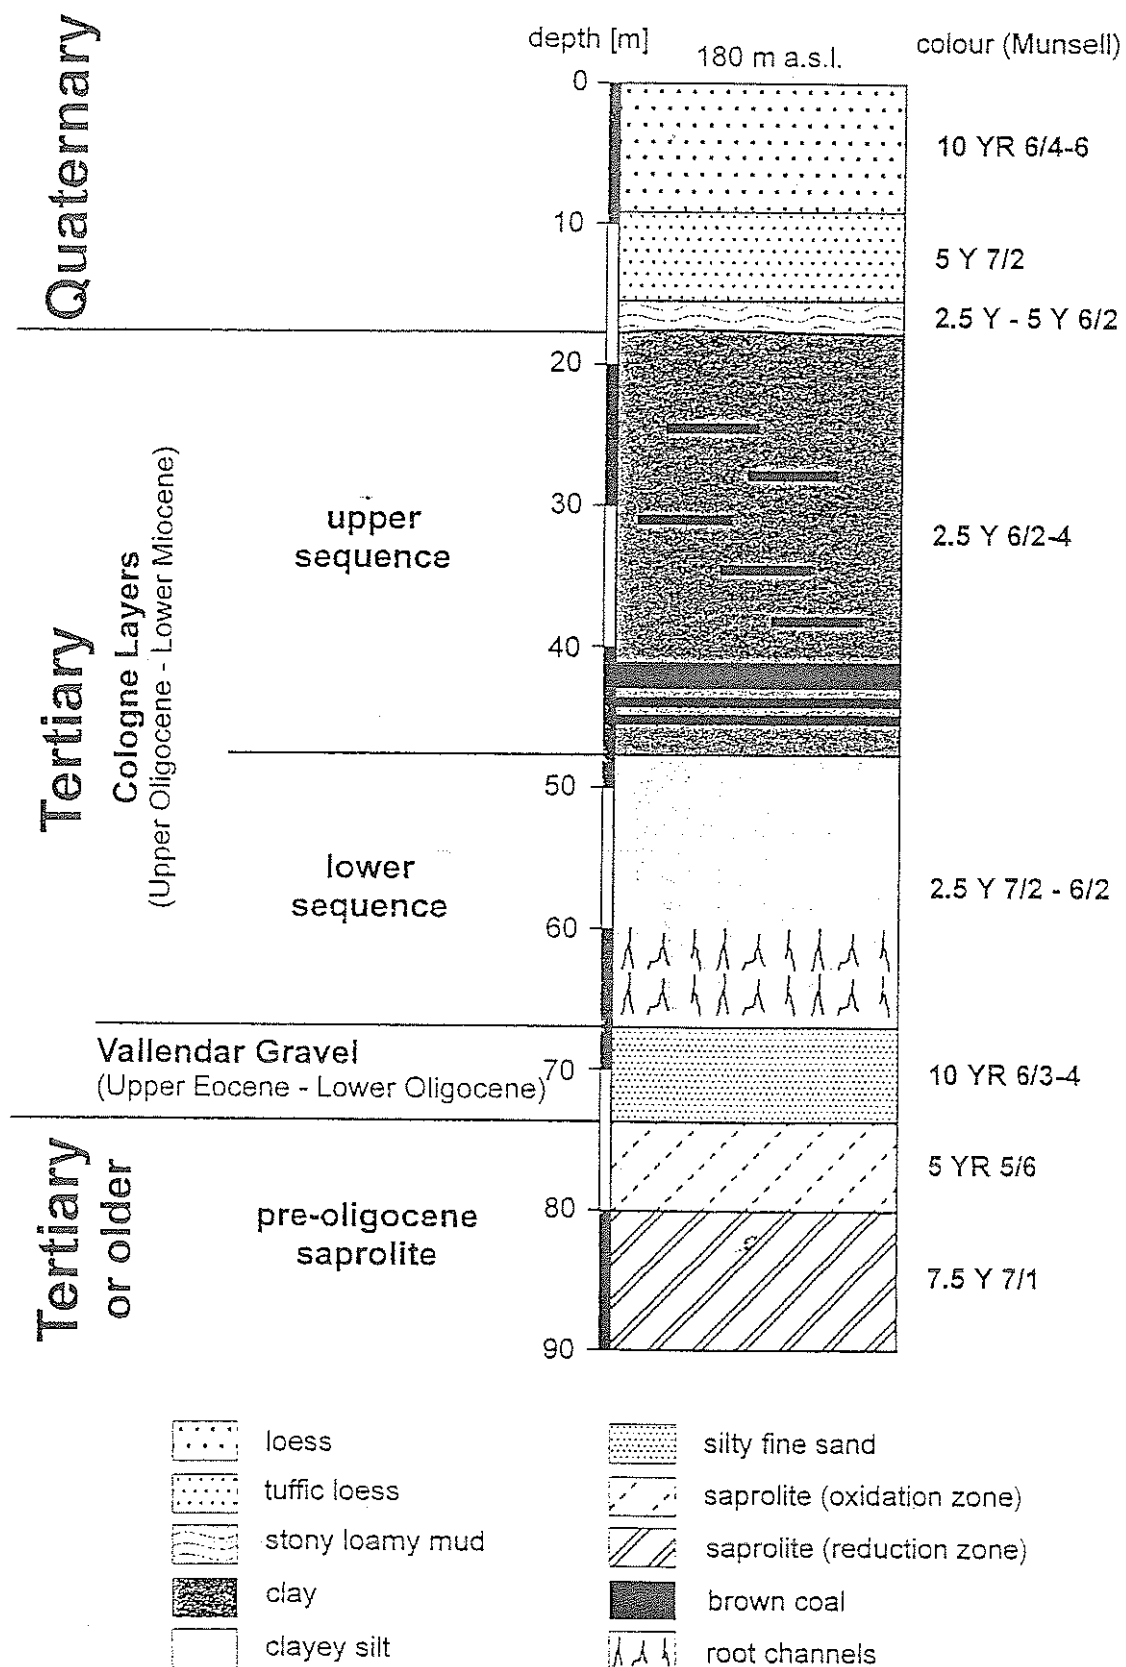 depth [m]
180 m a.s.l.
colour (Munsell)
Quaternary
0
10 YR 6/4-6
10
5 Y 7/2
2.5 Y - 5 Y 6/2
20
Tertiary
Cologne Layers
(Upper Oligocene - Lower Miocene)
upper
sequence
30
2.5 Y 6/2-4
40
50
lower
sequence
2.5 Y 7/2 - 6/2
60
Vallendar Gravel
(Upper Eocene - Lower Oligocene)
70
10 YR 6/3-4
Tertiary
or older
pre-oligocene
saprolite
5 YR 5/6
80
7.5 Y 7/1
90
loess
tuffic loess
stony loamy mud
clay
clayey silt
silty fine sand
saprolite (oxidation zone)
saprolite (reduction zone)
brown coal
root channels